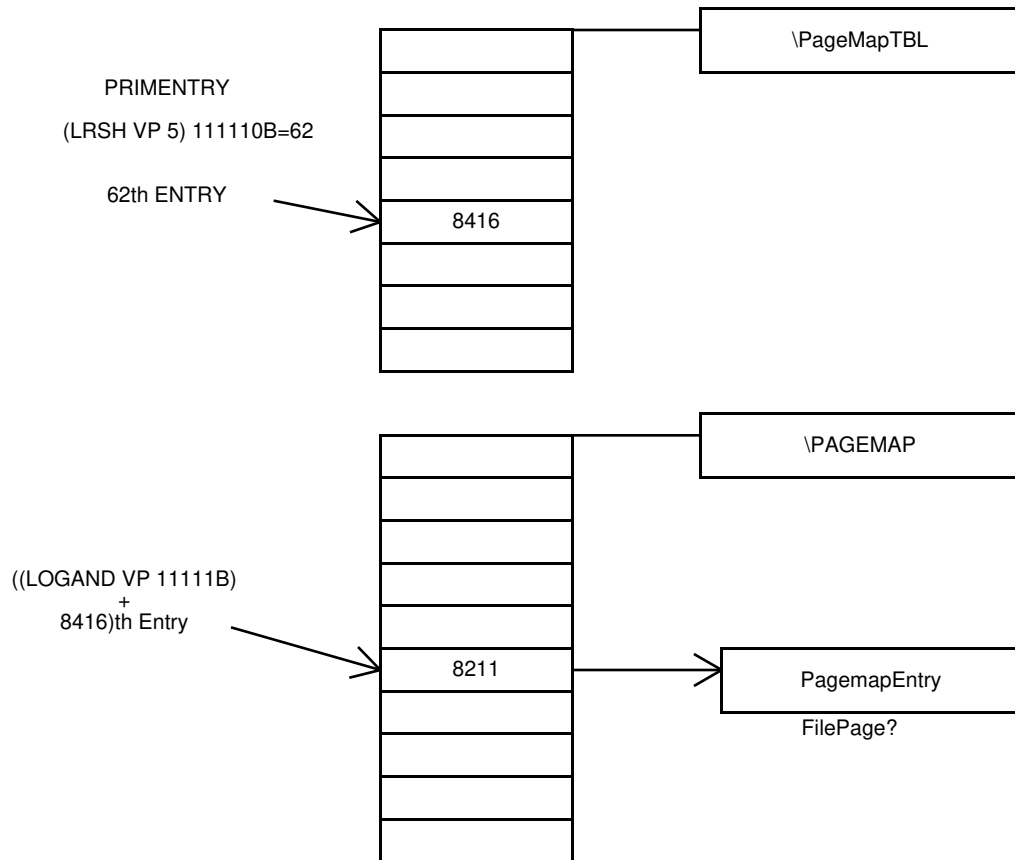 \PageMapTBL
PRIMENTRY
(LRSH VP 5) 111110B=62
62th ENTRY
8416
\PAGEMAP
((LOGAND VP 11111B)
+
8416)th Entry
8211
PagemapEntry
FilePage?